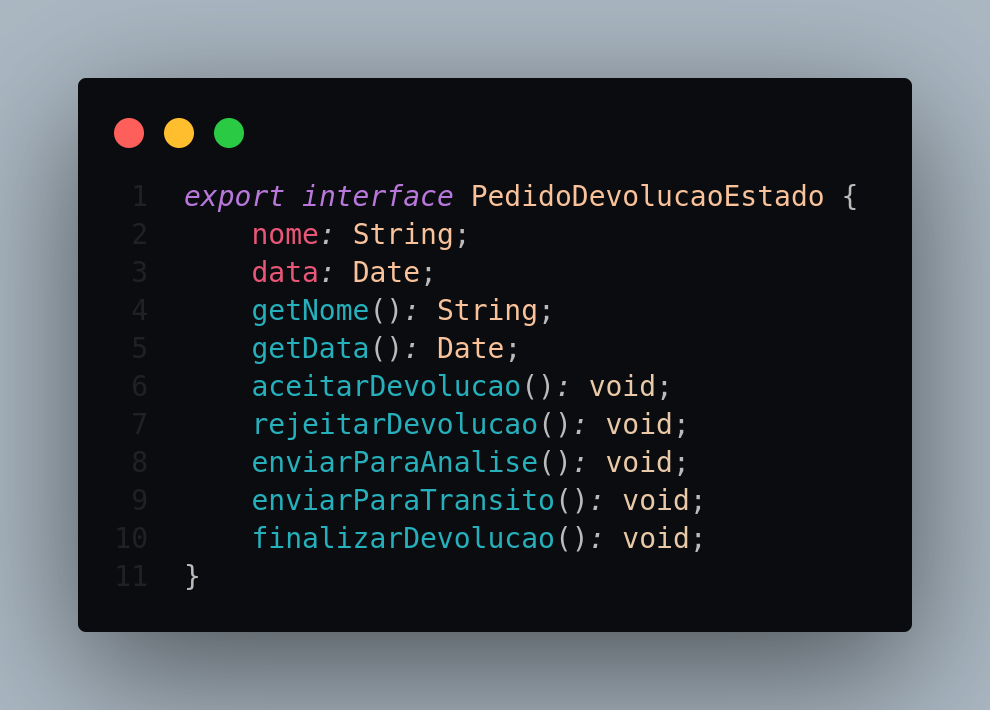 1 export interface PedidoDevolucaoEstado {
2     nome: String;
3     data: Date;
4     getNome(): String;
5     getData(): Date;
6     aceitarDevolucao(): void;
7     rejeitarDevolucao(): void;
8     enviarParaAnalise(): void;
9     enviarParaTransito(): void;
10     finalizarDevolucao(): void;
11 }